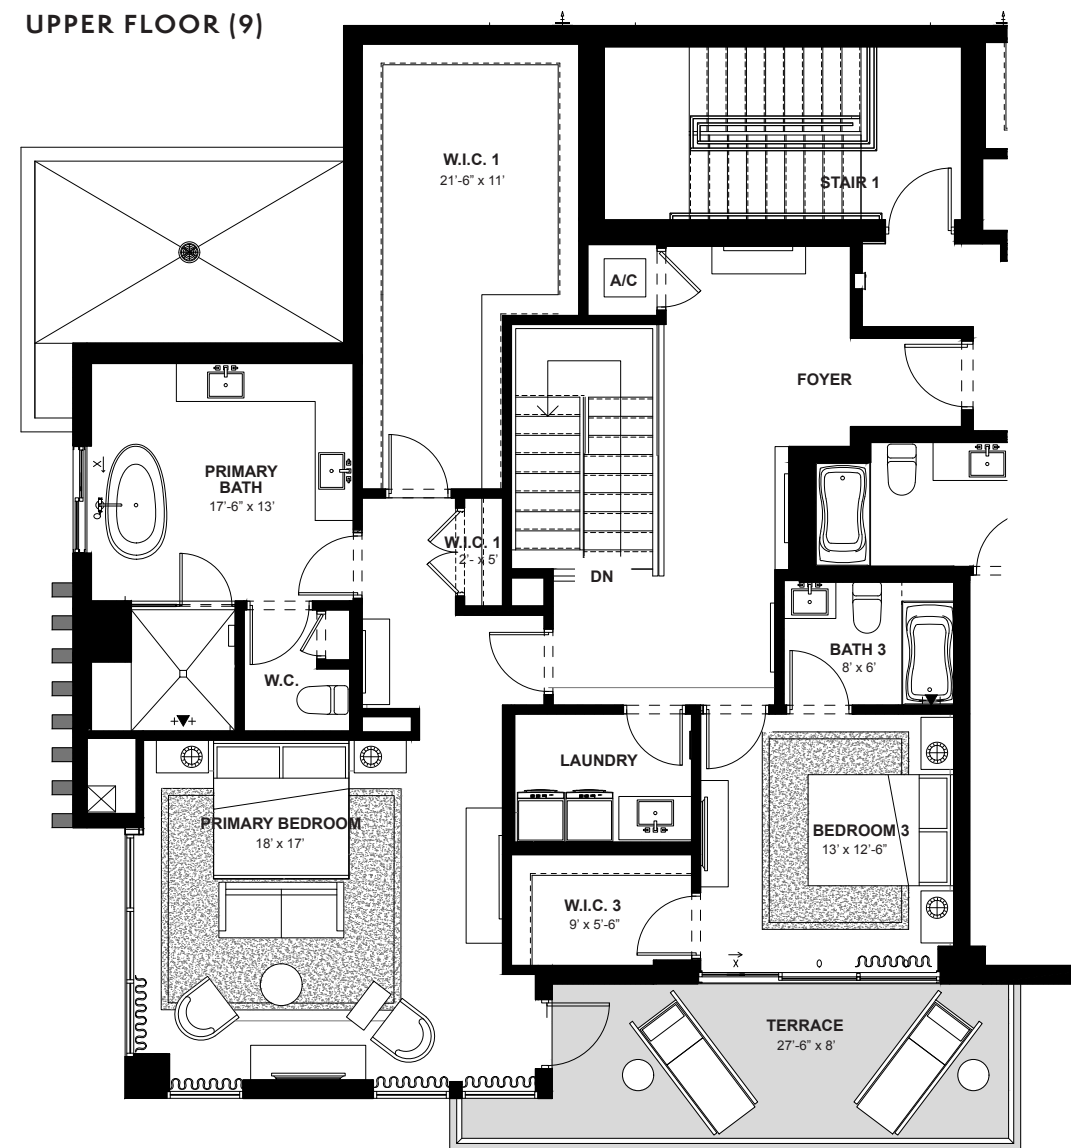 UPPER FLOOR (9)
W.I.C. 1
21'-6” x 11'
STAIR 1
A/C
FOYER
PRIMARY
BATH
17'-6” x 13'
X
W.I.C. 1
2'- x 5'
DN
BATH 3
8' x 6'
W.C.
LAUNDRY
PRIMARY BEDROOM
18' x 17'
BEDROOM 3
13' x 12'-6”
W.I.C. 3
9' x 5'-6”
X
O
TERRACE
27'-6” x 8'